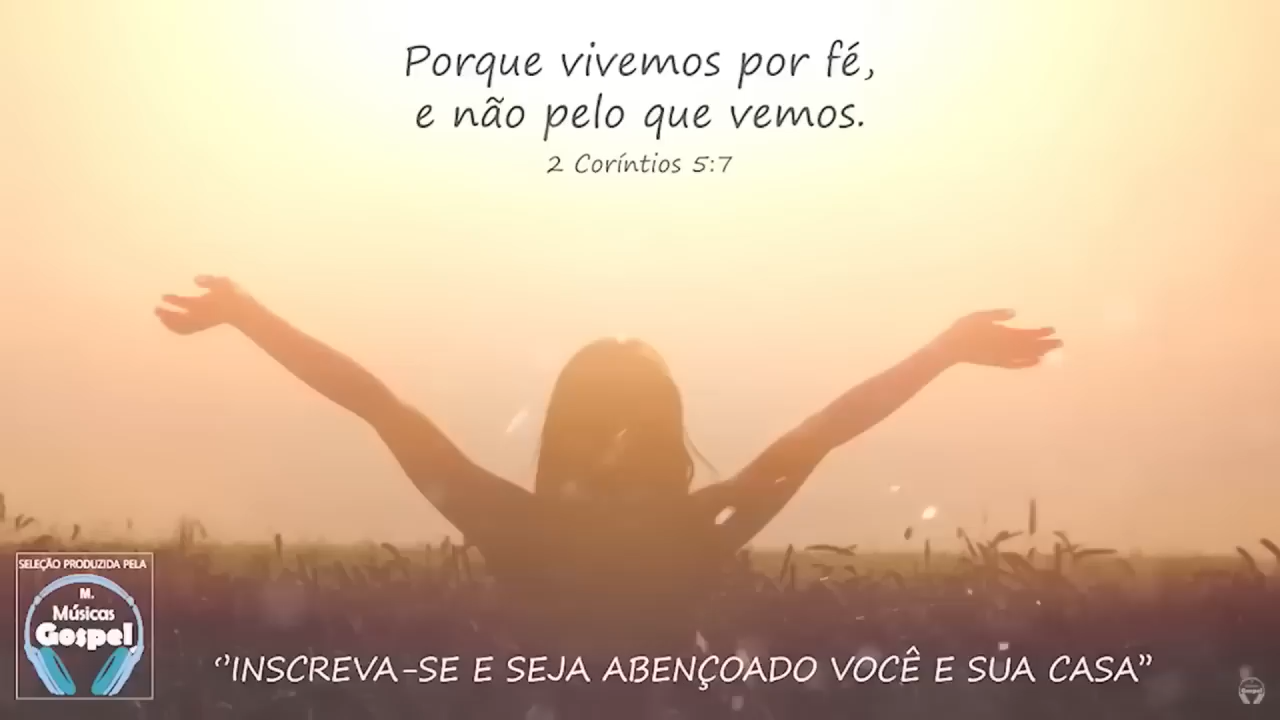 Porque vivemos por fé,
e não pelo que vemos.
2 Coríntios 5:7
SELEÇÃO PRODUZIDA PELA
M.
Músicas
Gospel
“INSCREVA-SE E SEJA ABENÇOADO VOCÊ E SUA CASA”
Gospel